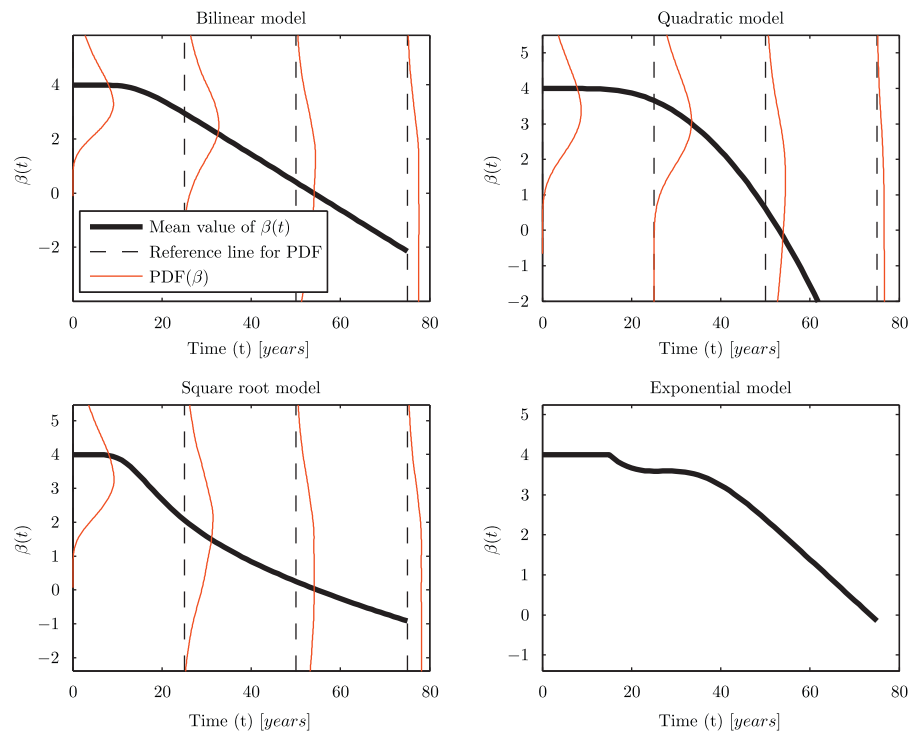 Bilinear model
4
2
0
−2
β(t)
Mean value of β(t)
Reference line for PDF
PDF(β)
0 20 40 60 80
Time (t) [years]
Quadratic model
5
4
3
2
1
0
−1
−2
β(t)
0 20 40 60 80
Time (t) [years]
Square root model
5
4
3
2
1
0
−1
−2
β(t)
0 20 40 60 80
Time (t) [years]
Exponential model
5
4
3
2
1
0
−1
β(t)
0 20 40 60 80
Time (t) [years]